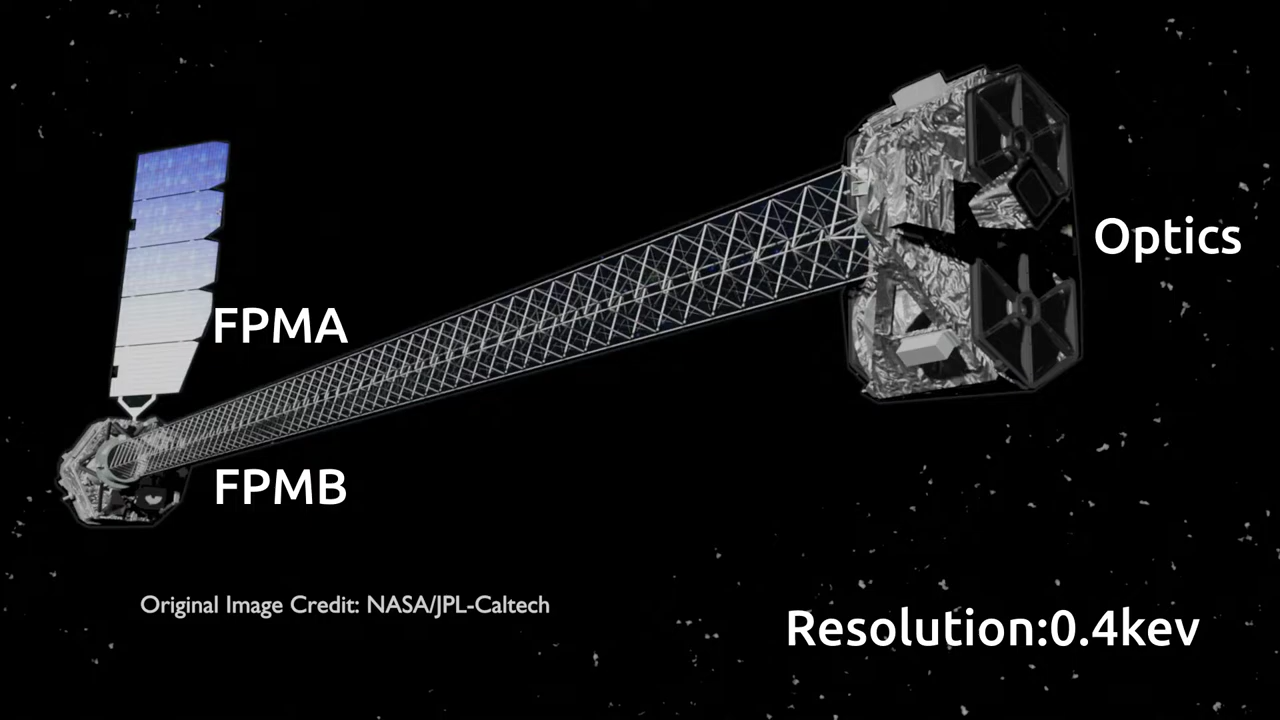 Optics
FPMA
FPMB
Original Image Credit: NASA/JPL-Caltech
Resolution:0.4kev